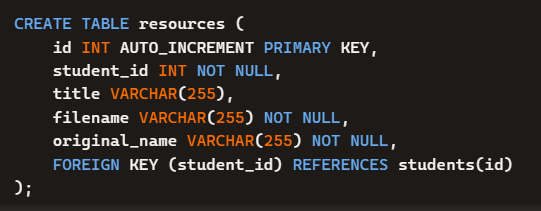 CREATE TABLE resources (
    id INT AUTO_INCREMENT PRIMARY KEY,
    student_id INT NOT NULL,
    title VARCHAR(255),
    filename VARCHAR(255) NOT NULL,
    original_name VARCHAR(255) NOT NULL,
    FOREIGN KEY (student_id) REFERENCES students(id)
);